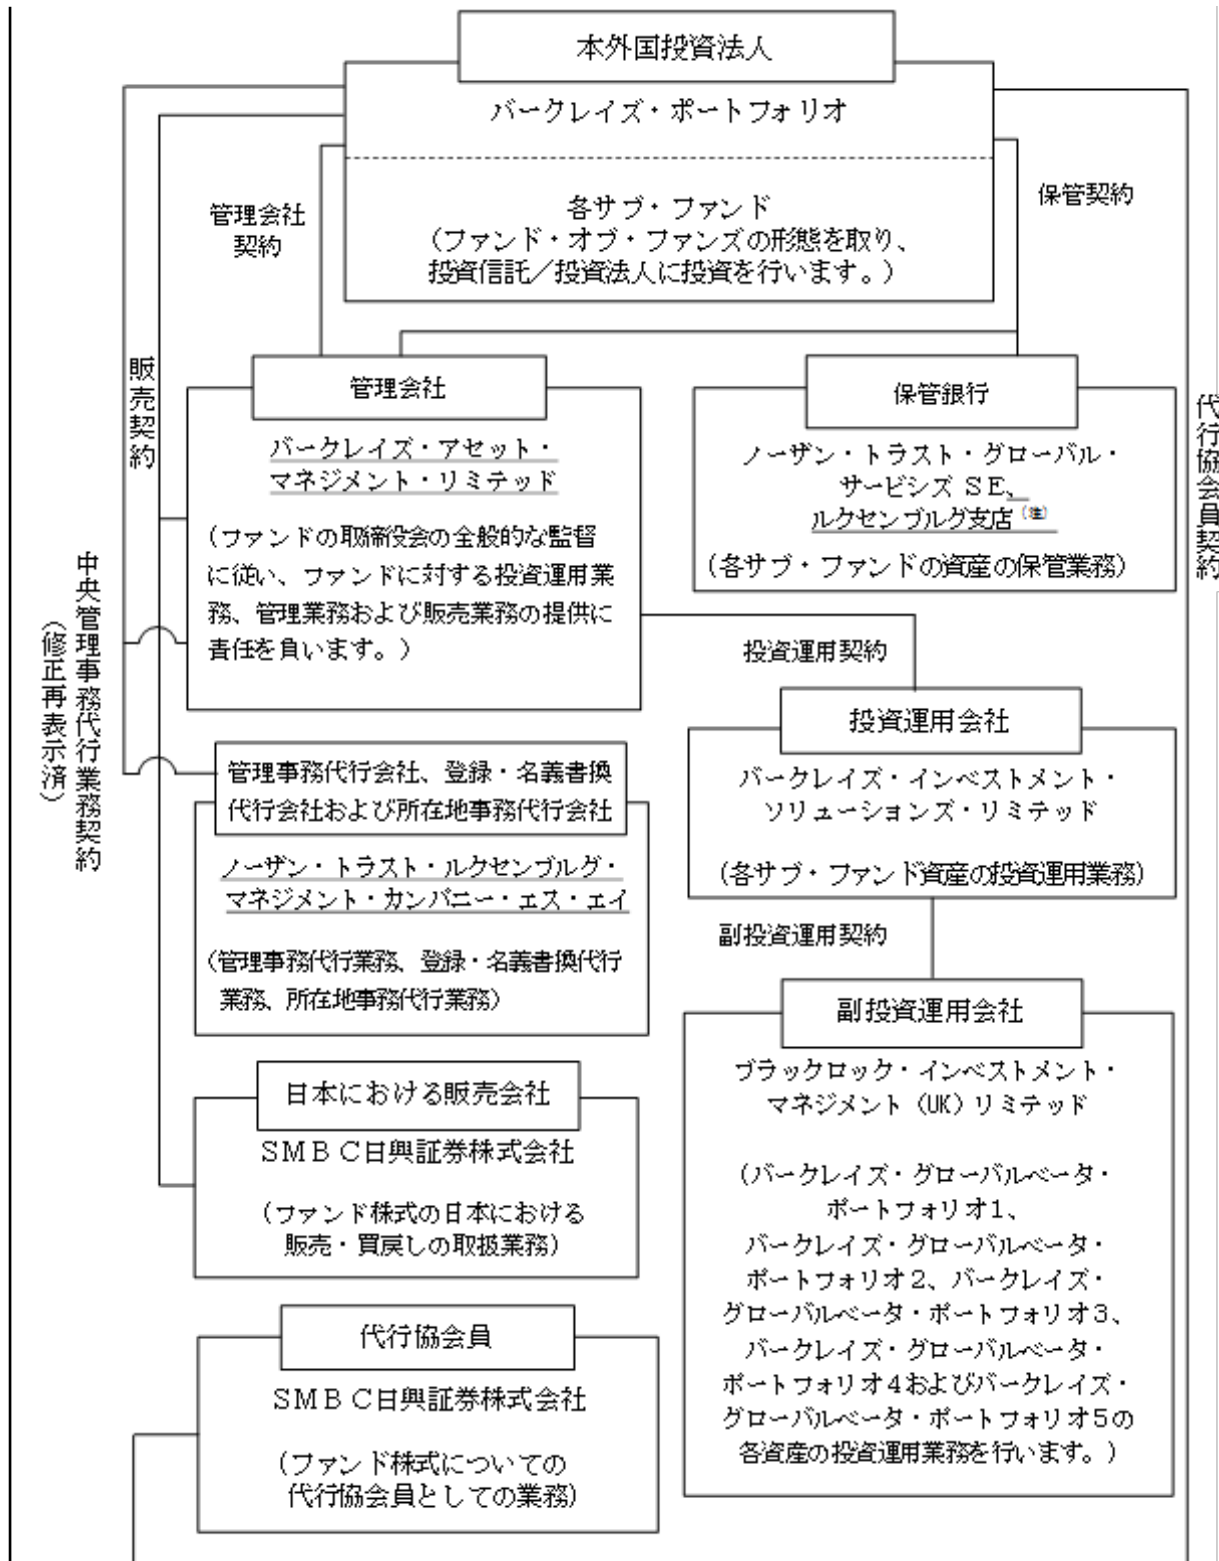 本外国投資法人
バークレイズ・ポートフォリオ
各サブ・ファンド
（ファンド・オブ・ファンズの形態を取り、
投資信託／投資法人に投資を行います。）
管理会社
契約
保管契約
販売契約
代行協会員契約
中央管理事務代行業務契約
（修正再表示済）
管理会社
バークレイズ・アセット・
マネジメント・リミテッド
（ファンドの取締役会の全般的な監督
に従い、ファンドに対する投資運用業
務、管理業務および販売業務の提供に
責任を負います。）
保管銀行
ノーザン・トラスト・グローバル・
サービシズ ＳＥ、
ルクセンブルグ支店（注）
（各サブ・ファンドの資産の保管業務）
投資運用契約
投資運用会社
バークレイズ・インベストメント・
ソリューションズ・リミテッド
（各サブ・ファンド資産の投資運用業務）
管理事務代行会社、登録・名義書換
代行会社および所在地事務代行会社
ノーザン・トラスト・ルクセンブルグ・
マネジメント・カンパニー・エス・エイ
（管理事務代行業務、登録・名義書換代行
業務、所在地事務代行業務）
副投資運用契約
副投資運用会社
ブラックロック・インベストメント・
マネジメント（UK）リミテッド
（バークレイズ・グローバルベータ・
ポートフォリオ１、
バークレイズ・グローバルベータ・
ポートフォリオ２、バークレイズ・
グローバルベータ・ポートフォリオ３、
バークレイズ・グローバルベータ・
ポートフォリオ４およびバークレイズ・
グローバルベータ・ポートフォリオ５の
各資産の投資運用業務を行います。）
日本における販売会社
ＳＭＢＣ日興証券株式会社
（ファンド株式の日本における
販売・買戻しの取扱業務）
代行協会員
ＳＭＢＣ日興証券株式会社
（ファンド株式についての
代行協会員としての業務）